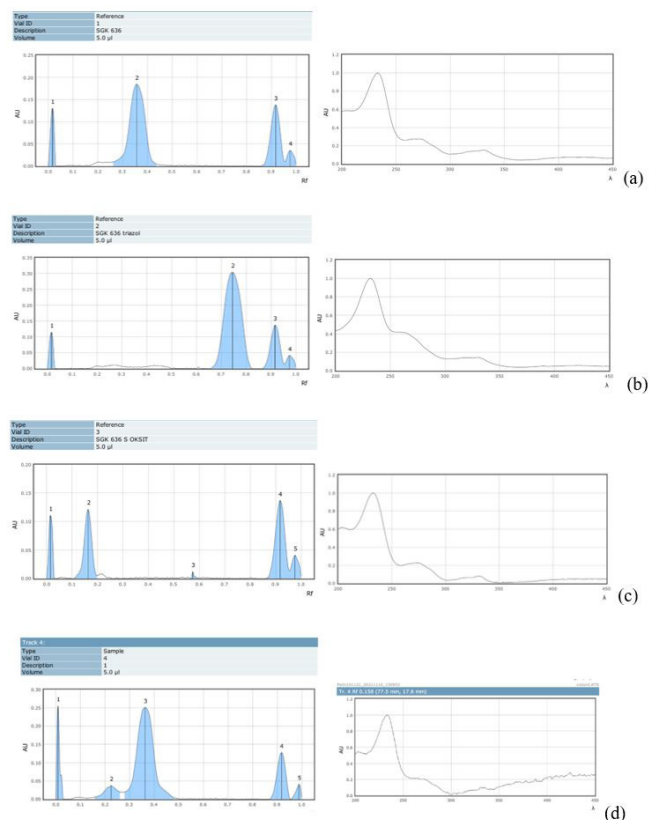 Type Reference
Vial ID 1
Description SGK 636
Volume 5.0 µl
0.25
0.20
0.15
0.10
0.05
0.00
AU
1
2
3
4
0.0 0.1 0.2 0.3 0.4 0.5 0.6 0.7 0.8 0.9 1.0
Rf
1.2
1.0
0.8
0.6
0.4
0.2
0.0
AU
200 250 300 350 400 450
λ
(a)
Type Reference
Vial ID 2
Description SGK 636 triazol
Volume 5.0 µl
0.35
0.30
0.25
0.20
0.15
0.10
0.05
0.00
AU
1
2
3
4
0.0 0.1 0.2 0.3 0.4 0.5 0.6 0.7 0.8 0.9 1.0
Rf
1.2
1.0
0.8
0.6
0.4
0.2
0.0
AU
200 250 300 350 400 450
λ
(b)
Type Reference
Vial ID 3
Description SGK 636 S OKSIT
Volume 5.0 µl
0.20
0.15
0.10
0.05
0.00
AU
1
2
3
4
5
0.0 0.1 0.2 0.3 0.4 0.5 0.6 0.7 0.8 0.9 1.0
Rf
1.2
1.0
0.8
0.6
0.4
0.2
0.0
AU
200 250 300 350 400 450
λ
(c)
Track 4:
Type Sample
Vial ID 4
Description 1
Volume 5.0 µl
0.30
0.25
0.20
0.15
0.10
0.05
0.00
AU
1
2
3
4
5
0.0 0.1 0.2 0.3 0.4 0.5 0.6 0.7 0.8 0.9 1.0
Tr. 4 Rf 0.158 (77.5 mm, 17.8 mm)
1.2
1.0
0.8
0.6
0.4
0.2
0.0
AU
200 250 300 350 400 450
λ
(d)